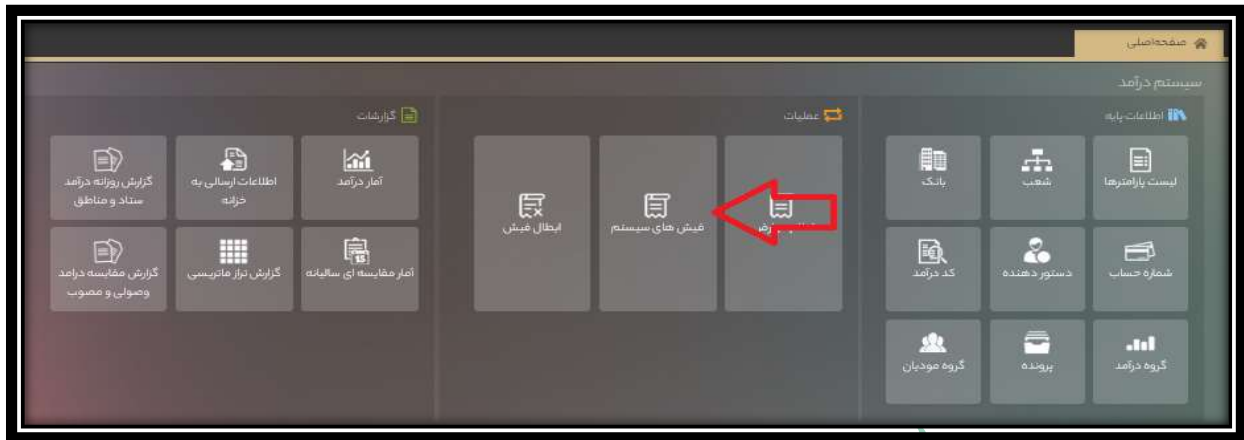 صفحه‌اصلی
سیستم درآمد
اطلاعات پایه
لیست پارامترها
شعب
بانک
شماره حساب
دستور دهنده
کد درآمد
گروه درآمد
پرونده
گروه مودیان
عملیات
فیش های سیستم
ابطال فیش
گزارشات
آمار درآمد
اطلاعات ارسالی به
خزانه
گزارش روزانه درآمد
ستاد و مناطق
آمار مقایسه ای سالیانه
گزارش تراز ماتریسی
گزارش مقایسه درامد
وصولی و مصوب